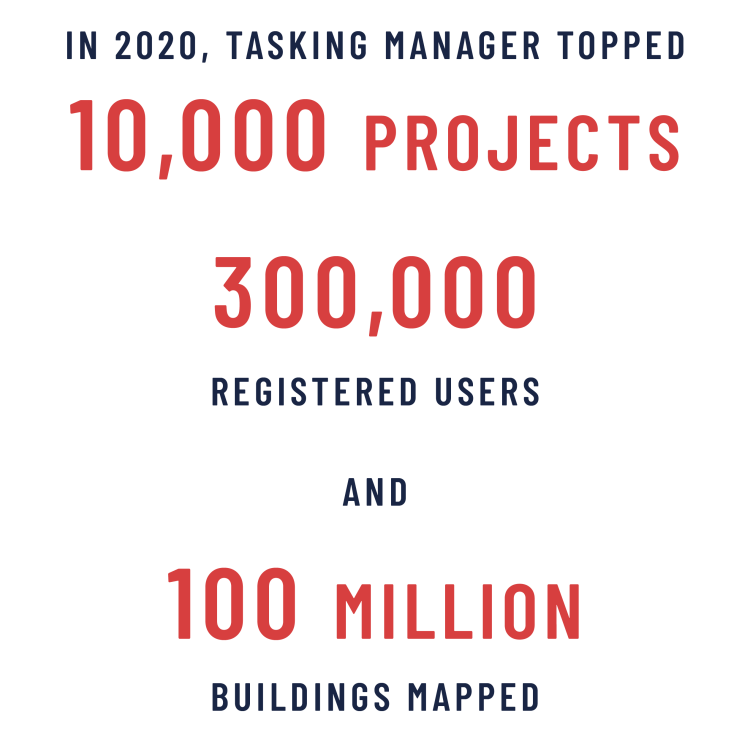 IN 2020, TASKING MANAGER TOPPED
10,000 PROJECTS
300,000
REGISTERED USERS
AND
100 MILLION
BUILDINGS MAPPED